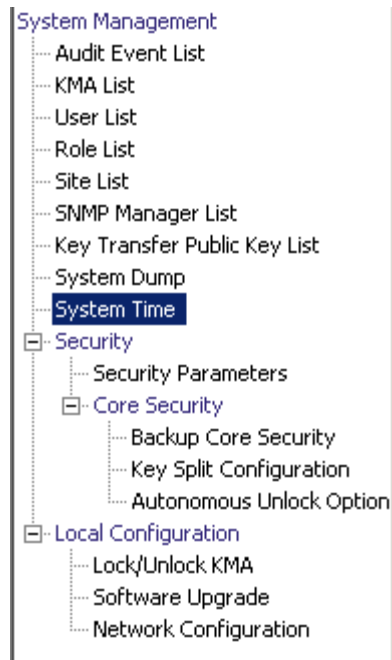 System Management
Audit Event List
KMA List
User List
Role List
Site List
SNMP Manager List
Key Transfer Public Key List
System Dump
System Time
Security
Security Parameters
Core Security
Backup Core Security
Key Split Configuration
Autonomous Unlock Option
Local Configuration
Lock/Unlock KMA
Software Upgrade
Network Configuration